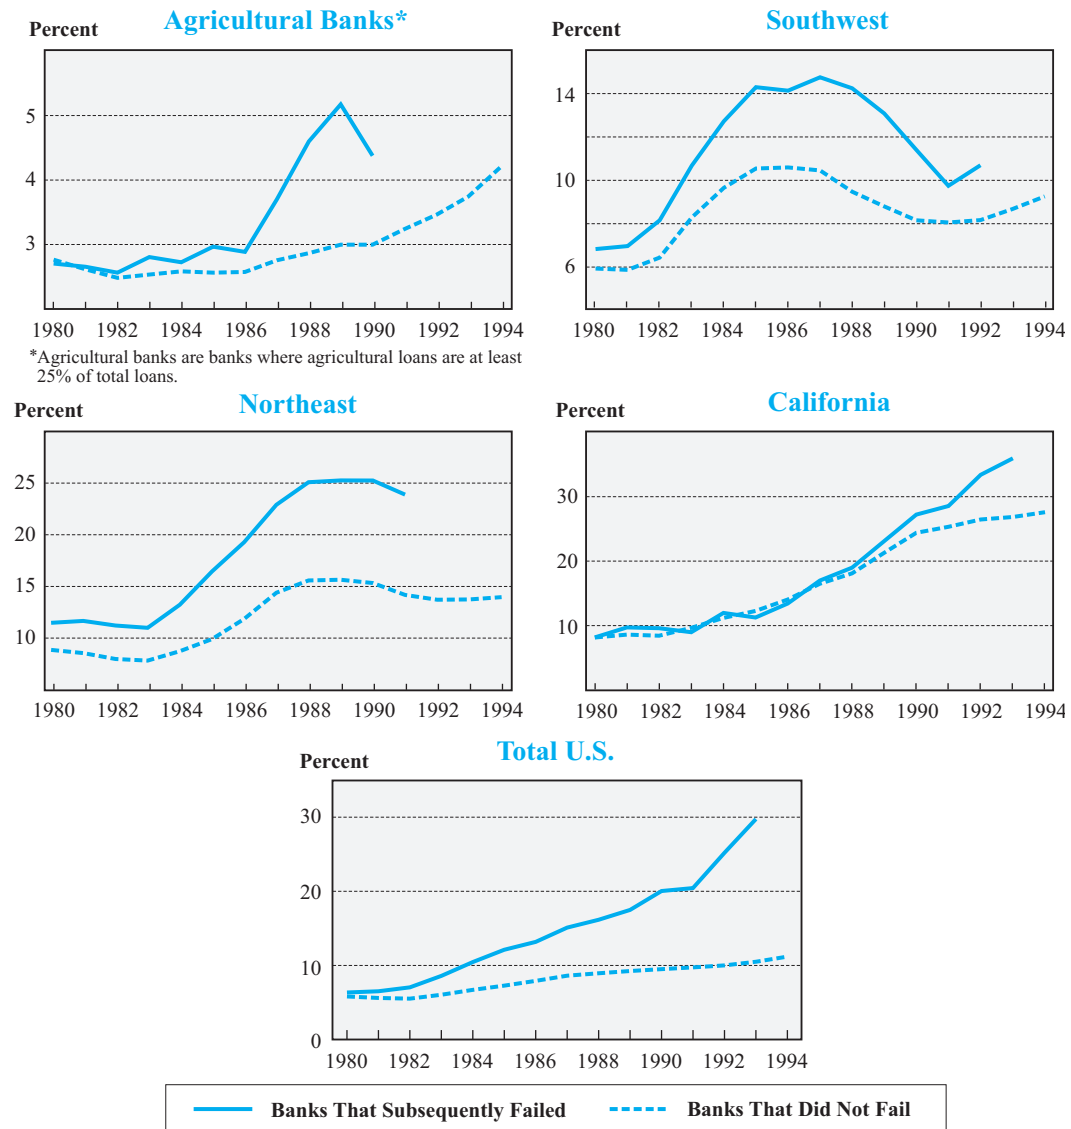 Agricultural Banks*
Percent
5
4
3
1980 1982 1984 1986 1988 1990 1992 1994
*Agricultural banks are banks where agricultural loans are at least
25% of total loans.
Southwest
Percent
14
10
6
1980 1982 1984 1986 1988 1990 1992 1994
Northeast
Percent
25
20
15
10
1980 1982 1984 1986 1988 1990 1992 1994
California
Percent
30
20
10
1980 1982 1984 1986 1988 1990 1992 1994
Total U.S.
Percent
30
20
10
0
1980 1982 1984 1986 1988 1990 1992 1994
Banks That Subsequently Failed Banks That Did Not Fail